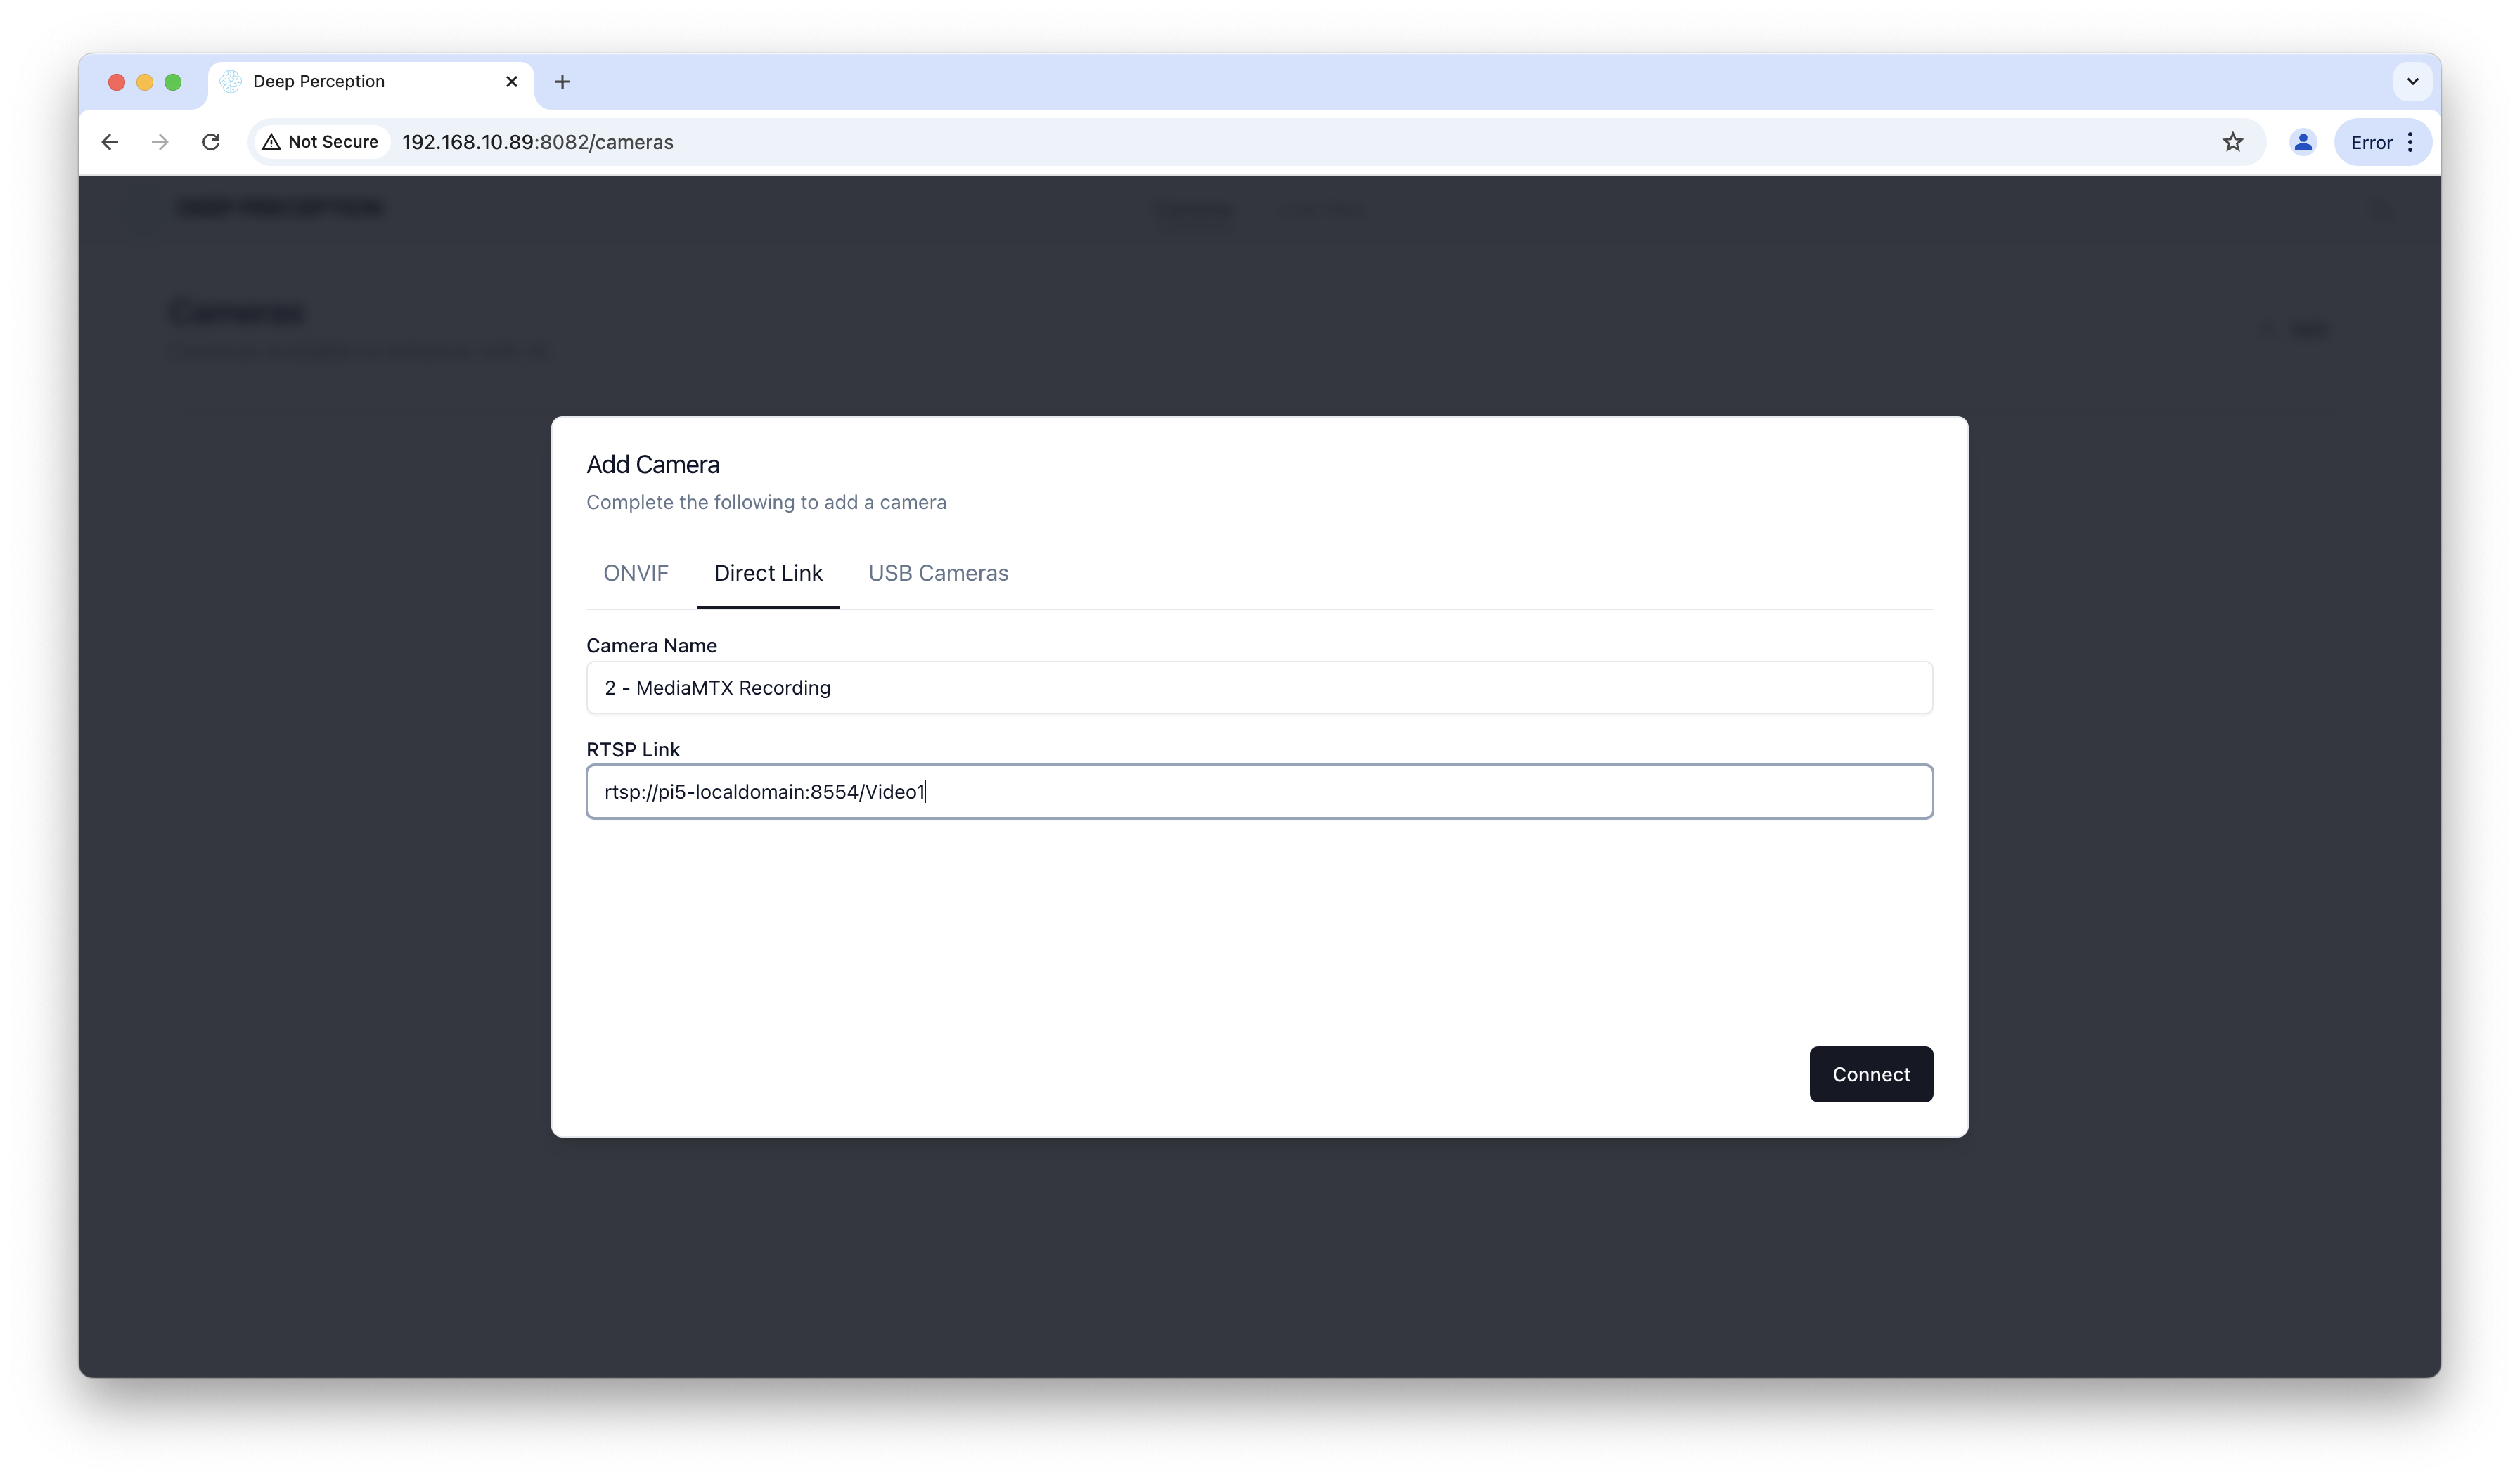 Deep Perception
Not Secure 192.168.10.89:8082/cameras Error
DEEP PERCEPTION
Cameras
Add Camera
Complete the following to add a camera
ONVIF Direct Link USB Cameras
Camera Name
2 - MediaMTX Recording
RTSP Link
rtsp://pi5-localdomain:8554/Video1
Connect